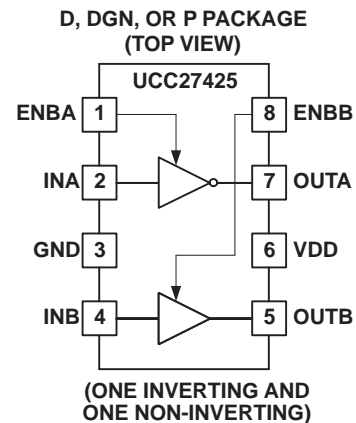 D, DGN, OR P PACKAGE
(TOP VIEW)
UCC27425
ENBA 1 8 ENBB
INA 2 7 OUTA
GND 3 6 VDD
INB 4 5 OUTB
(ONE INVERTING AND
ONE NON-INVERTING)